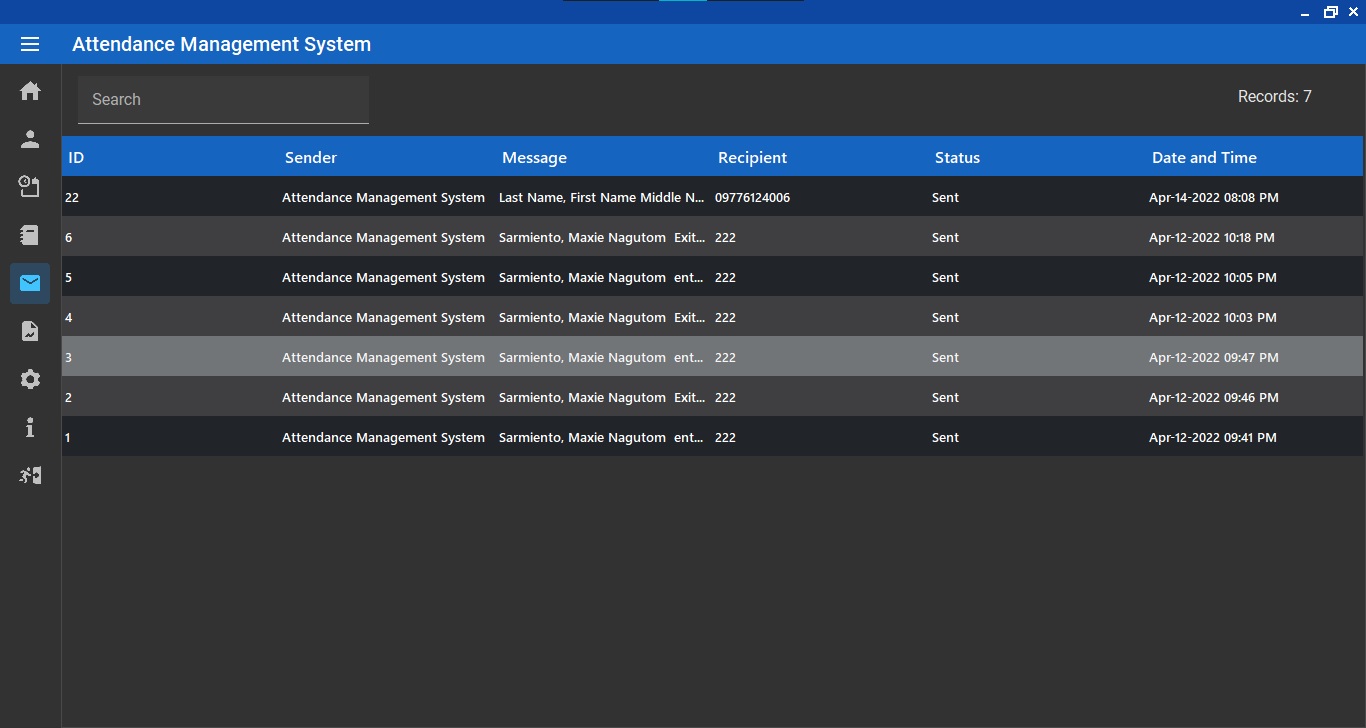 Attendance Management System
Search
Records: 7
ID Sender Message Recipient Status Date and Time
22 Attendance Management System Last Name, First Name Middle N... 09776124006 Sent Apr-14-2022 08:08 PM
6 Attendance Management System Sarmiento, Maxie Nagutom Exit... 222 Sent Apr-12-2022 10:18 PM
5 Attendance Management System Sarmiento, Maxie Nagutom ent... 222 Sent Apr-12-2022 10:05 PM
4 Attendance Management System Sarmiento, Maxie Nagutom Exit... 222 Sent Apr-12-2022 10:03 PM
3 Attendance Management System Sarmiento, Maxie Nagutom ent... 222 Sent Apr-12-2022 09:47 PM
2 Attendance Management System Sarmiento, Maxie Nagutom Exit... 222 Sent Apr-12-2022 09:46 PM
1 Attendance Management System Sarmiento, Maxie Nagutom ent... 222 Sent Apr-12-2022 09:41 PM